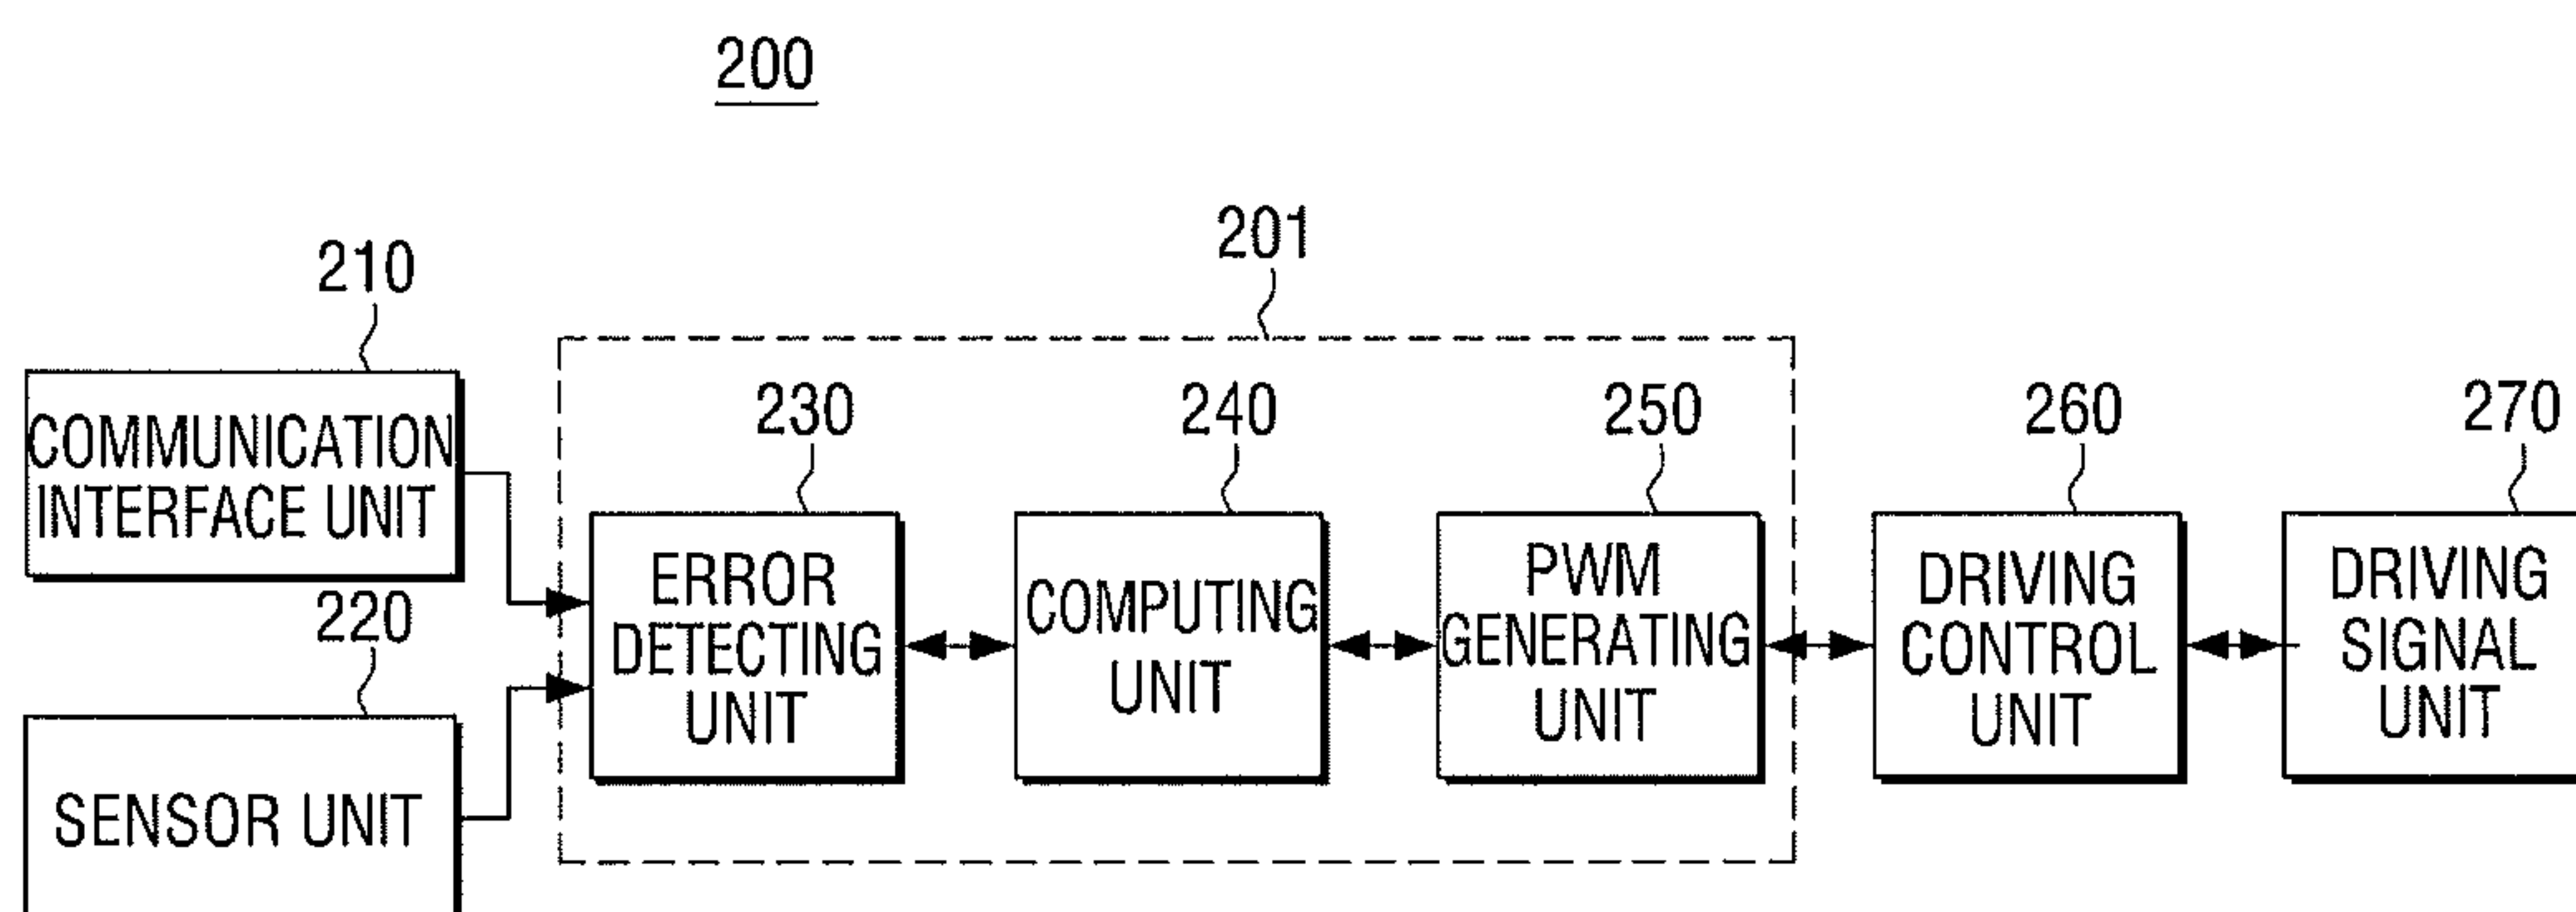 200
201
210
COMMUNICATION
INTERFACE UNIT
220
SENSOR UNIT
230
ERROR
DETECTING
UNIT
240
COMPUTING
UNIT
250
PWM
GENERATING
UNIT
260
DRIVING
CONTROL
UNIT
270
DRIVING
SIGNAL
UNIT